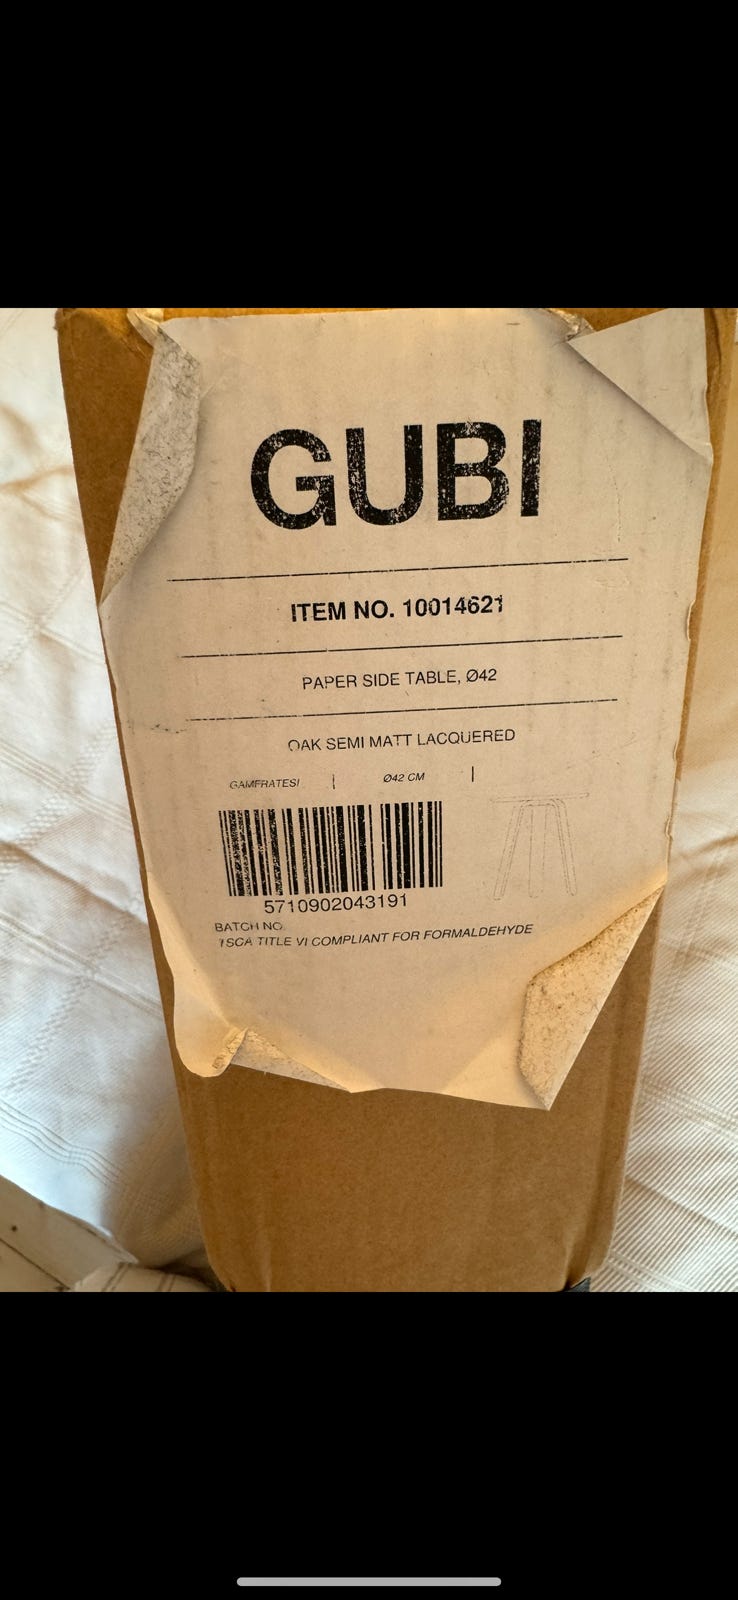 GUBI
ITEM NO. 10014621
PAPER SIDE TABLE, Ø42
OAK SEMI MATT LACQUERED
GAMFRATESI | Ø42 CM |
5710902043191
BATCH NO.
TSCA TITLE VI COMPLIANT FOR FORMALDEHYDE